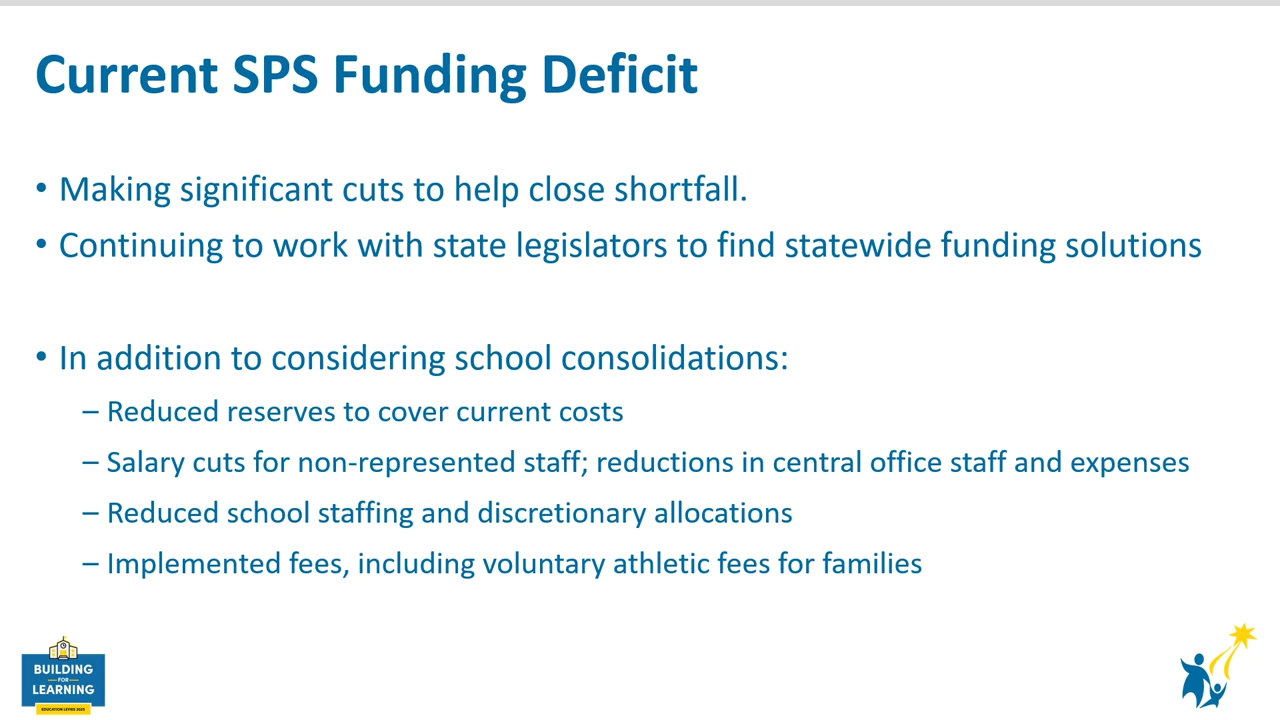 Current SPS Funding Deficit
• Making significant cuts to help close shortfall.
• Continuing to work with state legislators to find statewide funding solutions
• In addition to considering school consolidations:
– Reduced reserves to cover current costs
– Salary cuts for non-represented staff; reductions in central office staff and expenses
– Reduced school staffing and discretionary allocations
– Implemented fees, including voluntary athletic fees for families
BUILDING
FOR
LEARNING
EDUCATION LEVIES 2025